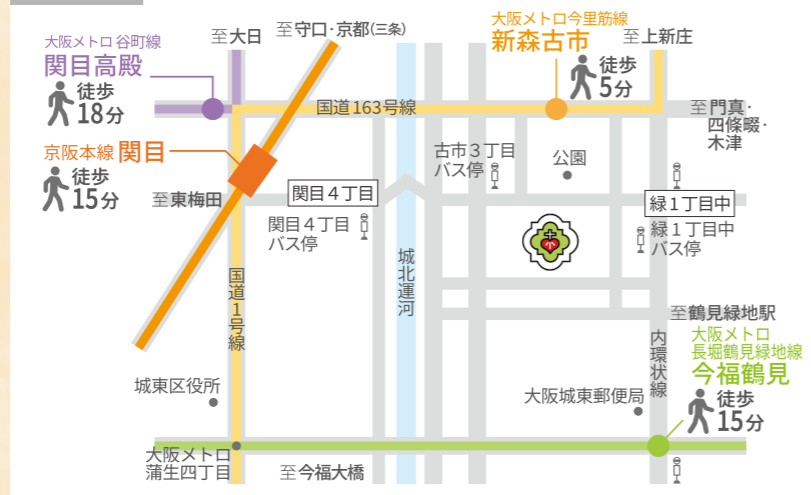 大阪メトロ谷町線
関目高殿
徒歩
18分
至大日
至守口・京都(三条)
大阪メトロ今里筋線
新森古市
徒歩
5分
至上新庄
国道163号線
至門真・
四條畷・
木津
京阪本線 関目
徒歩
15分
至東梅田
関目4丁目
関目4丁目
バス停
古市3丁目
バス停
公園
緑1丁目中
緑1丁目中
バス停
城北運河
国道1号線
至鶴見緑地駅
内環状線
大阪メトロ
長堀鶴見緑地線
今福鶴見
徒歩
15分
城東区役所
大阪城東郵便局
大阪メトロ
蒲生四丁目
至今福大橋